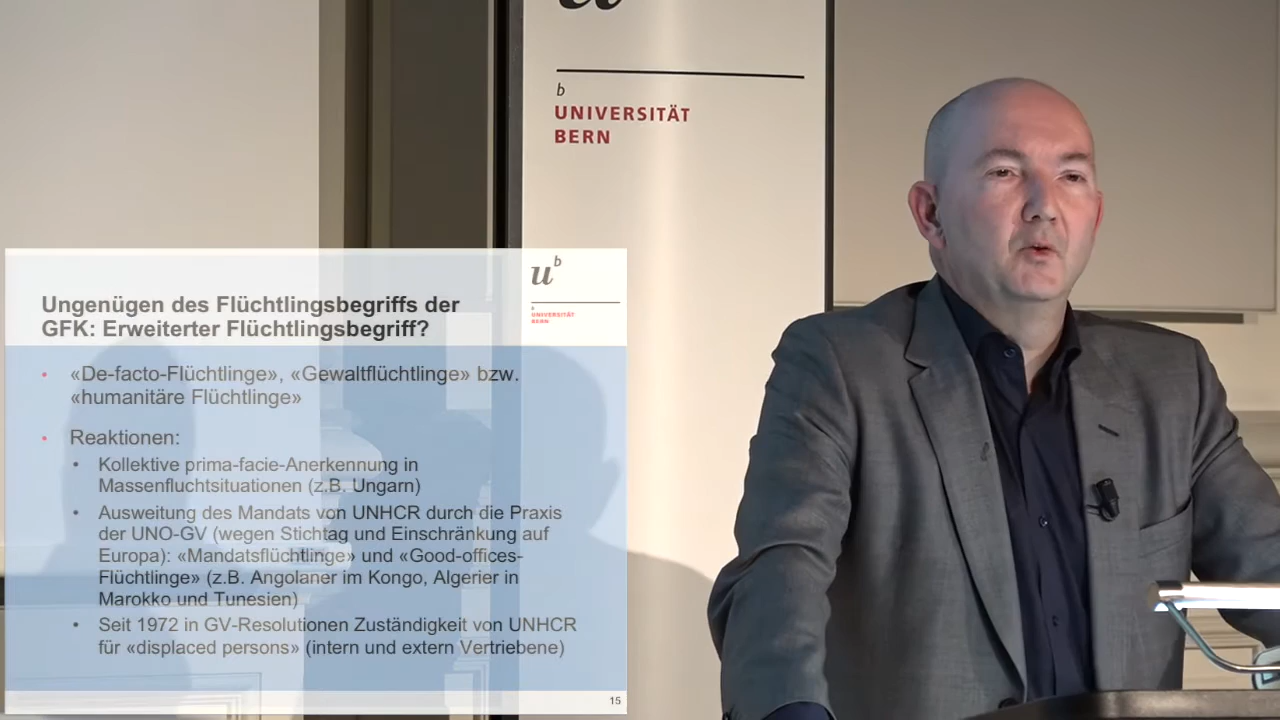 u
b
UNIVERSITÄT
BERN
u b
b
UNIVERSITÄT
BERN
Ungenügen des Flüchtlingsbegriffs der
GFK: Erweiterter Flüchtlingsbegriff?
• «De-facto-Flüchtlinge», «Gewaltflüchtlinge» bzw.
«humanitäre Flüchtlinge»
• Reaktionen:
• Kollektive prima-facie-Anerkennung in
Massenfluchtsituationen (z.B. Ungarn)
• Ausweitung des Mandats von UNHCR durch die Praxis
der UNO-GV (wegen Stichtag und Einschränkung auf
Europa): «Mandatsflüchtlinge» und «Good-offices-
Flüchtlinge» (z.B. Angolaner im Kongo, Algerier in
Marokko und Tunesien)
• Seit 1972 in GV-Resolutionen Zuständigkeit von UNHCR
für «displaced persons» (intern und extern Vertriebene)
15